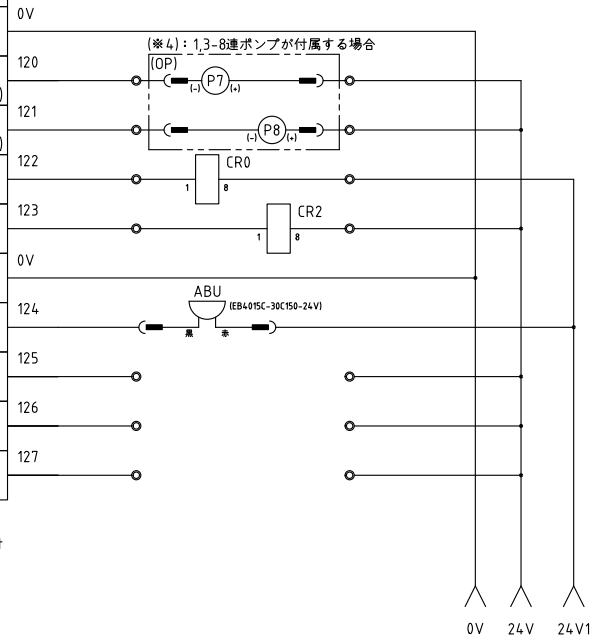 0V
(※4)：1,3-8連ポンプが付属する場合
120
(OP)
P7
(-)
(+)
121
P8
(-)
(+)
122
CR0
1
8
123
CR2
1
8
0V
ABU
124
(EB4015C-30C150-24V)
黒
赤
125
126
127
0V
24V
24V1